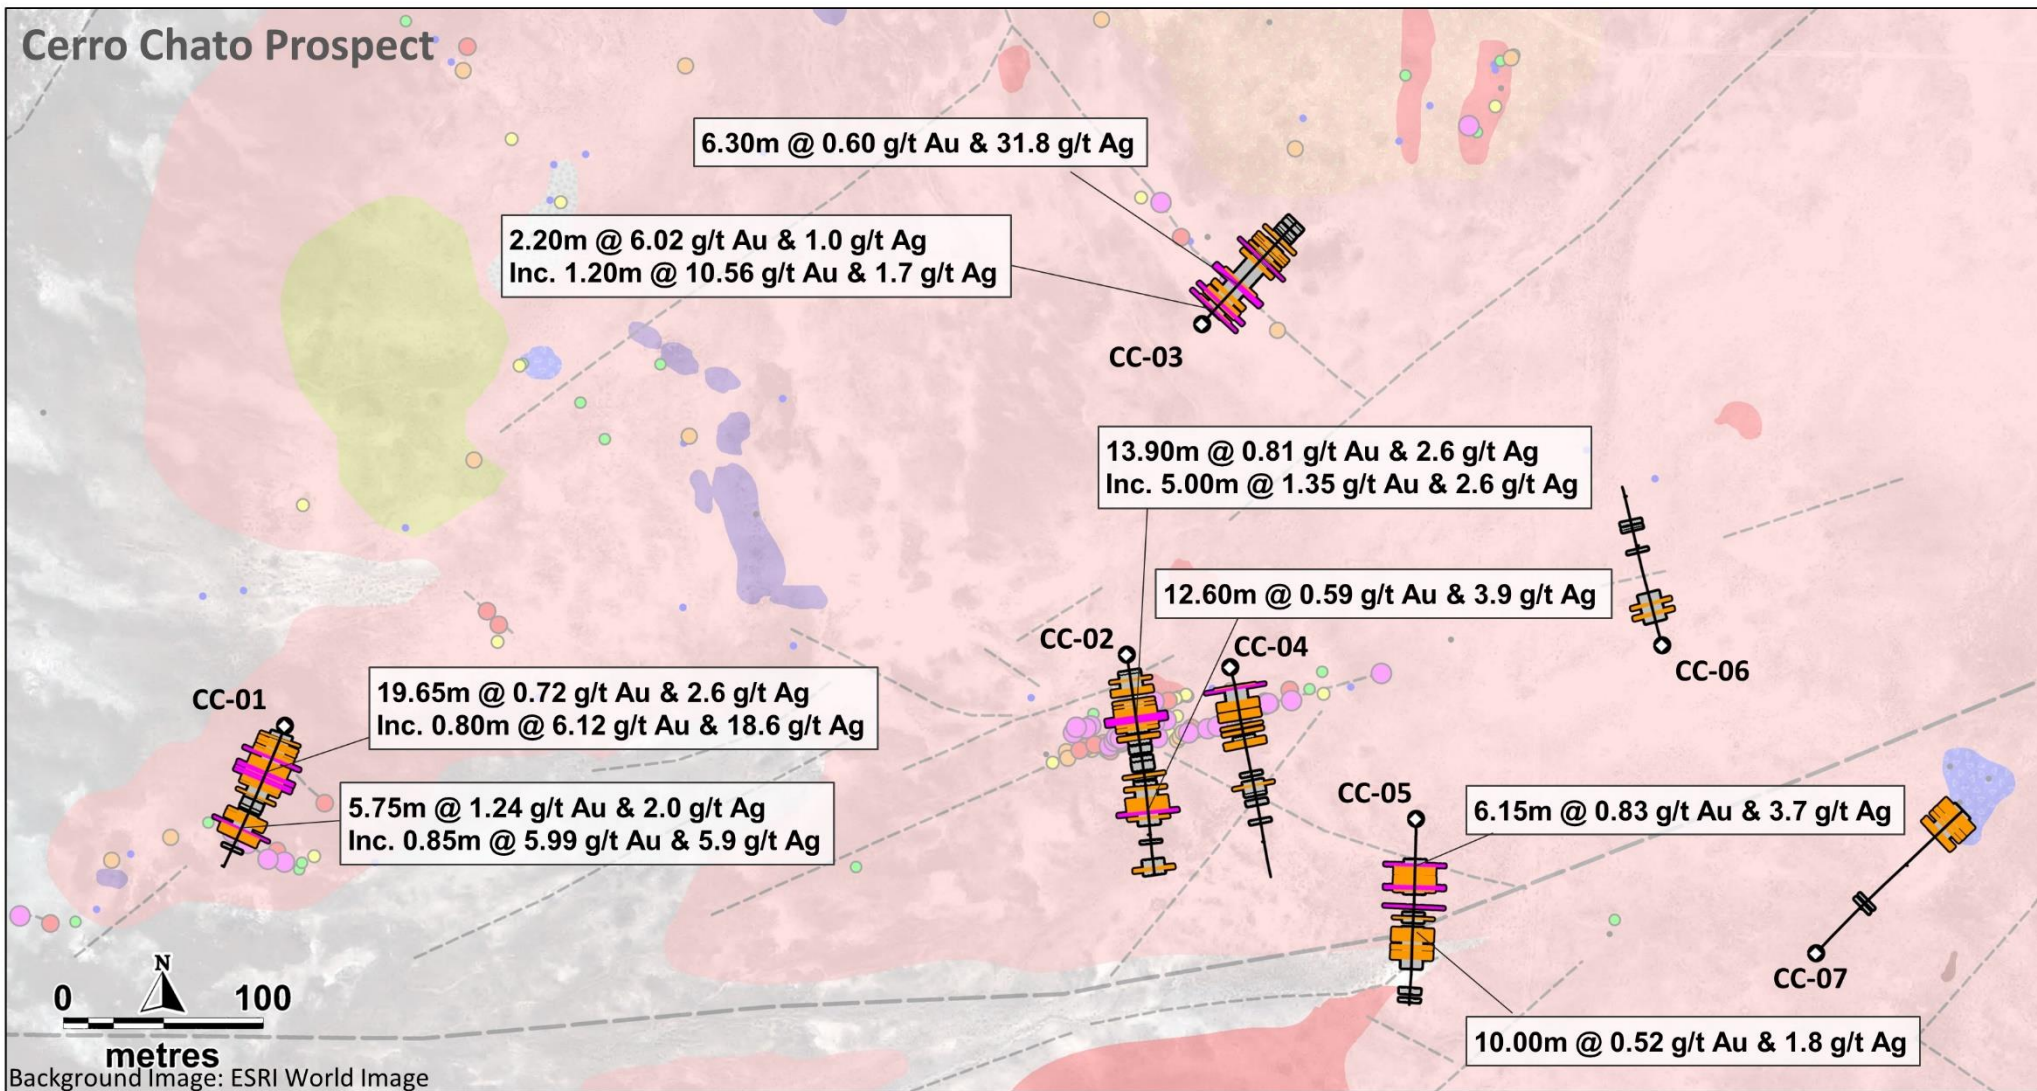 Cerro Chato Prospect
6.30m @ 0.60 g/t Au & 31.8 g/t Ag
2.20m @ 6.02 g/t Au & 1.0 g/t Ag
Inc. 1.20m @ 10.56 g/t Au & 1.7 g/t Ag
CC-03
13.90m @ 0.81 g/t Au & 2.6 g/t Ag
Inc. 5.00m @ 1.35 g/t Au & 2.6 g/t Ag
12.60m @ 0.59 g/t Au & 3.9 g/t Ag
CC-02
CC-04
CC-06
CC-01
19.65m @ 0.72 g/t Au & 2.6 g/t Ag
Inc. 0.80m @ 6.12 g/t Au & 18.6 g/t Ag
5.75m @ 1.24 g/t Au & 2.0 g/t Ag
Inc. 0.85m @ 5.99 g/t Au & 5.9 g/t Ag
CC-05
6.15m @ 0.83 g/t Au & 3.7 g/t Ag
CC-07
10.00m @ 0.52 g/t Au & 1.8 g/t Ag
N
0 100
metres
Background Image: ESRI World Image